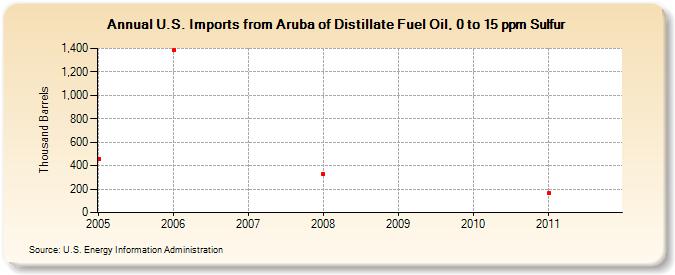 Annual U.S. Imports from Aruba of Distillate Fuel Oil, 0 to 15 ppm Sulfur
Thousand Barrels
1,400
1,200
1,000
800
600
400
200
0
2005 2006 2007 2008 2009 2010 2011
Source: U.S. Energy Information Administration